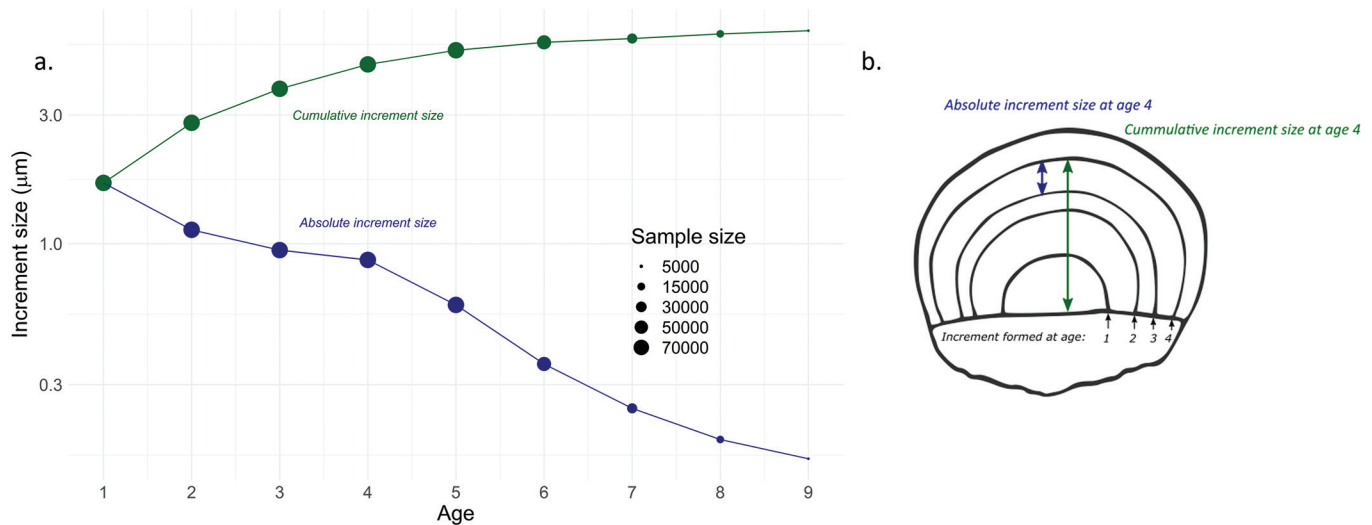 a.
Increment size (μm)
3.0
1.0
0.3
Cumulative increment size
Absolute increment size
Sample size
5000
15000
30000
50000
70000
1 2 3 4 5 6 7 8 9
Age
b.
Absolute increment size at age 4
Cummulative increment size at age 4
Increment formed at age: 1 2 3 4